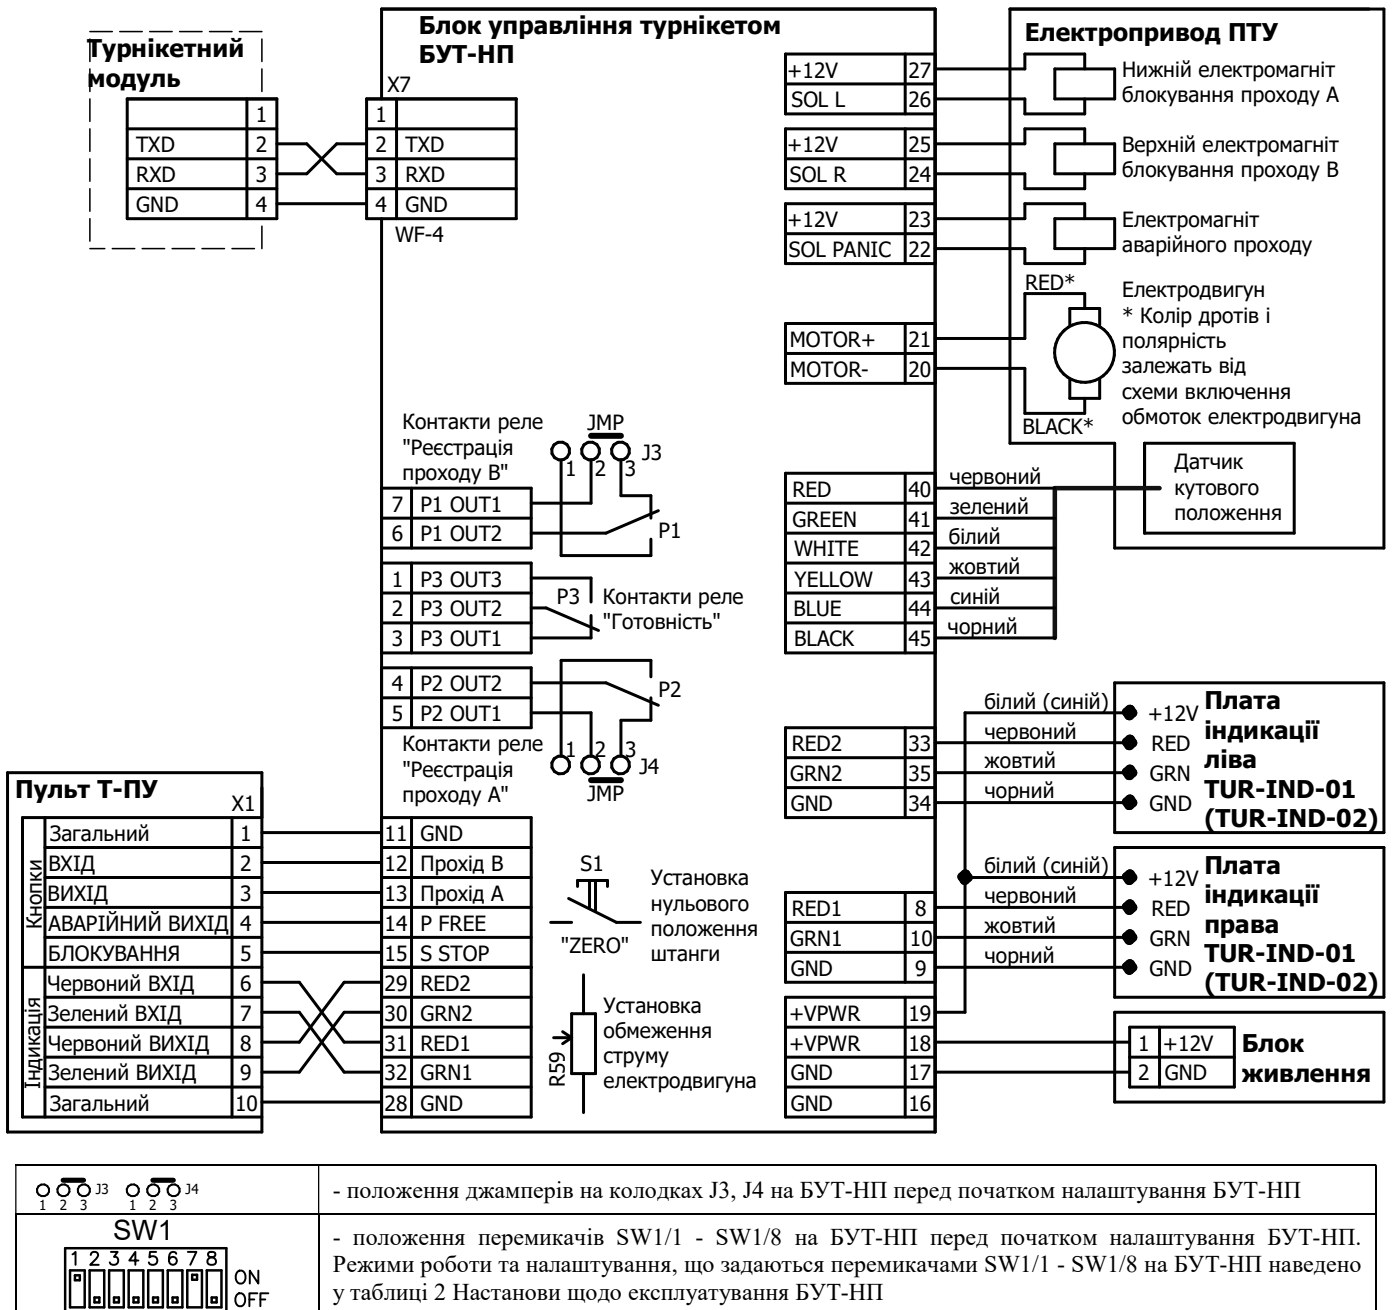 Блок управління турнікетом
БУТ-НП
Турнікетний
модуль
1
TXD 2
RXD 3
GND 4
X7
1
2 TXD
3 RXD
4 GND
WF-4
Електропривод ПТУ
+12V 27
SOL L 26
Нижній електромагніт
блокування проходу А
+12V 25
SOL R 24
Верхній електромагніт
блокування проходу В
+12V 23
SOL PANIC 22
Електромагніт
аварійного проходу
MOTOR+ 21
MOTOR- 20
RED*
BLACK*
Електродвигун
* Колір дротів і
полярність
залежать від
схеми включення
обмоток електродвигуна
Контакти реле
"Реєстрація
проходу В"
JMP
J3
1 2 3
7 P1 OUT1
6 P1 OUT2
P1
1 P3 OUT3
2 P3 OUT2
3 P3 OUT1
P3
Контакти реле
"Готовність"
4 P2 OUT2
5 P2 OUT1
P2
Контакти реле
"Реєстрація
проходу А"
1 2 3
J4
JMP
RED 40 червоний
GREEN 41 зелений
WHITE 42 білий
YELLOW 43 жовтий
BLUE 44 синій
BLACK 45 чорний
Датчик
кутового
положення
RED2 33
GRN2 35
GND 34
білий (синій) +12V
червоний RED
жовтий GRN
чорний GND
Плата
індикації
ліва
TUR-IND-01
(TUR-IND-02)
RED1 8
GRN1 10
GND 9
білий (синій) +12V
червоний RED
жовтий GRN
чорний GND
Плата
індикації
права
TUR-IND-01
(TUR-IND-02)
+VPWR 19
+VPWR 18
GND 17
GND 16
1 +12V
2 GND
Блок
живлення
Пульт Т-ПУ
X1
Кнопки
Загальний 1
ВХІД 2
ВИХІД 3
АВАРІЙНИЙ ВИХІД 4
БЛОКУВАННЯ 5
Індикація
Червоний ВХІД 6
Зелений ВХІД 7
Червоний ВИХІД 8
Зелений ВИХІД 9
Загальний 10
11 GND
12 Прохід В
13 Прохід А
14 P FREE
15 S STOP
29 RED2
30 GRN2
31 RED1
32 GRN1
28 GND
S1
"ZERO"
Установка
нульового
положення
штанги
R59
Установка
обмеження
струму
електродвигуна
1 2 3 J3 1 2 3 J4
- положення джамперів на колодках J3, J4 на БУТ-НП перед початком налаштування БУТ-НП
SW1
1 2 3 4 5 6 7 8
ON
OFF
- положення перемикачів SW1/1 - SW1/8 на БУТ-НП перед початком налаштування БУТ-НП.
Режими роботи та налаштування, що задаються перемикачами SW1/1 - SW1/8 на БУТ-НП наведено
у таблиці 2 Настанови щодо експлуатування БУТ-НП